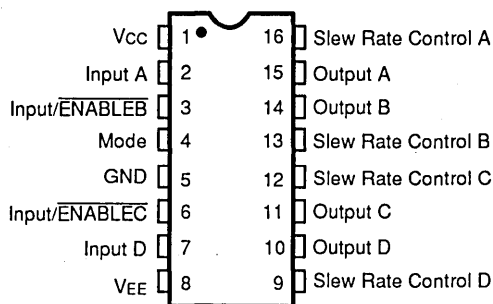 Vcc 1 16 Slew Rate Control A
Input A 2 15 Output A
Input/ENABLEB 3 14 Output B
Mode 4 13 Slew Rate Control B
GND 5 12 Slew Rate Control C
Input/ENABLEC 6 11 Output C
Input D 7 10 Output D
VEE 8 9 Slew Rate Control D